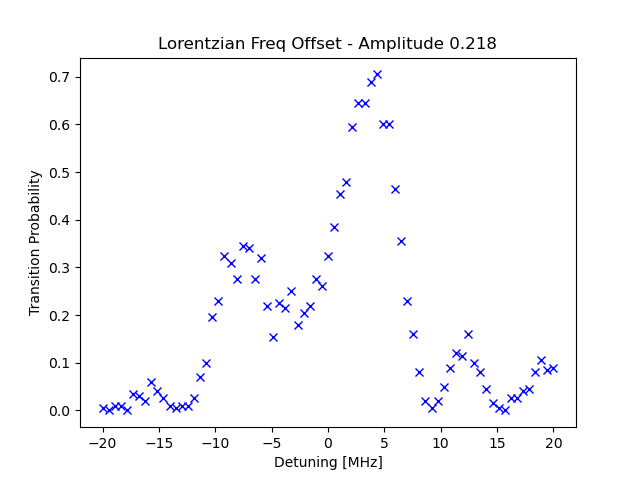 Lorentzian Freq Offset - Amplitude 0.218
Transition Probability
0.7
0.6
0.5
0.4
0.3
0.2
0.1
0.0
−20 −15 −10 −5 0 5 10 15 20
Detuning [MHz]